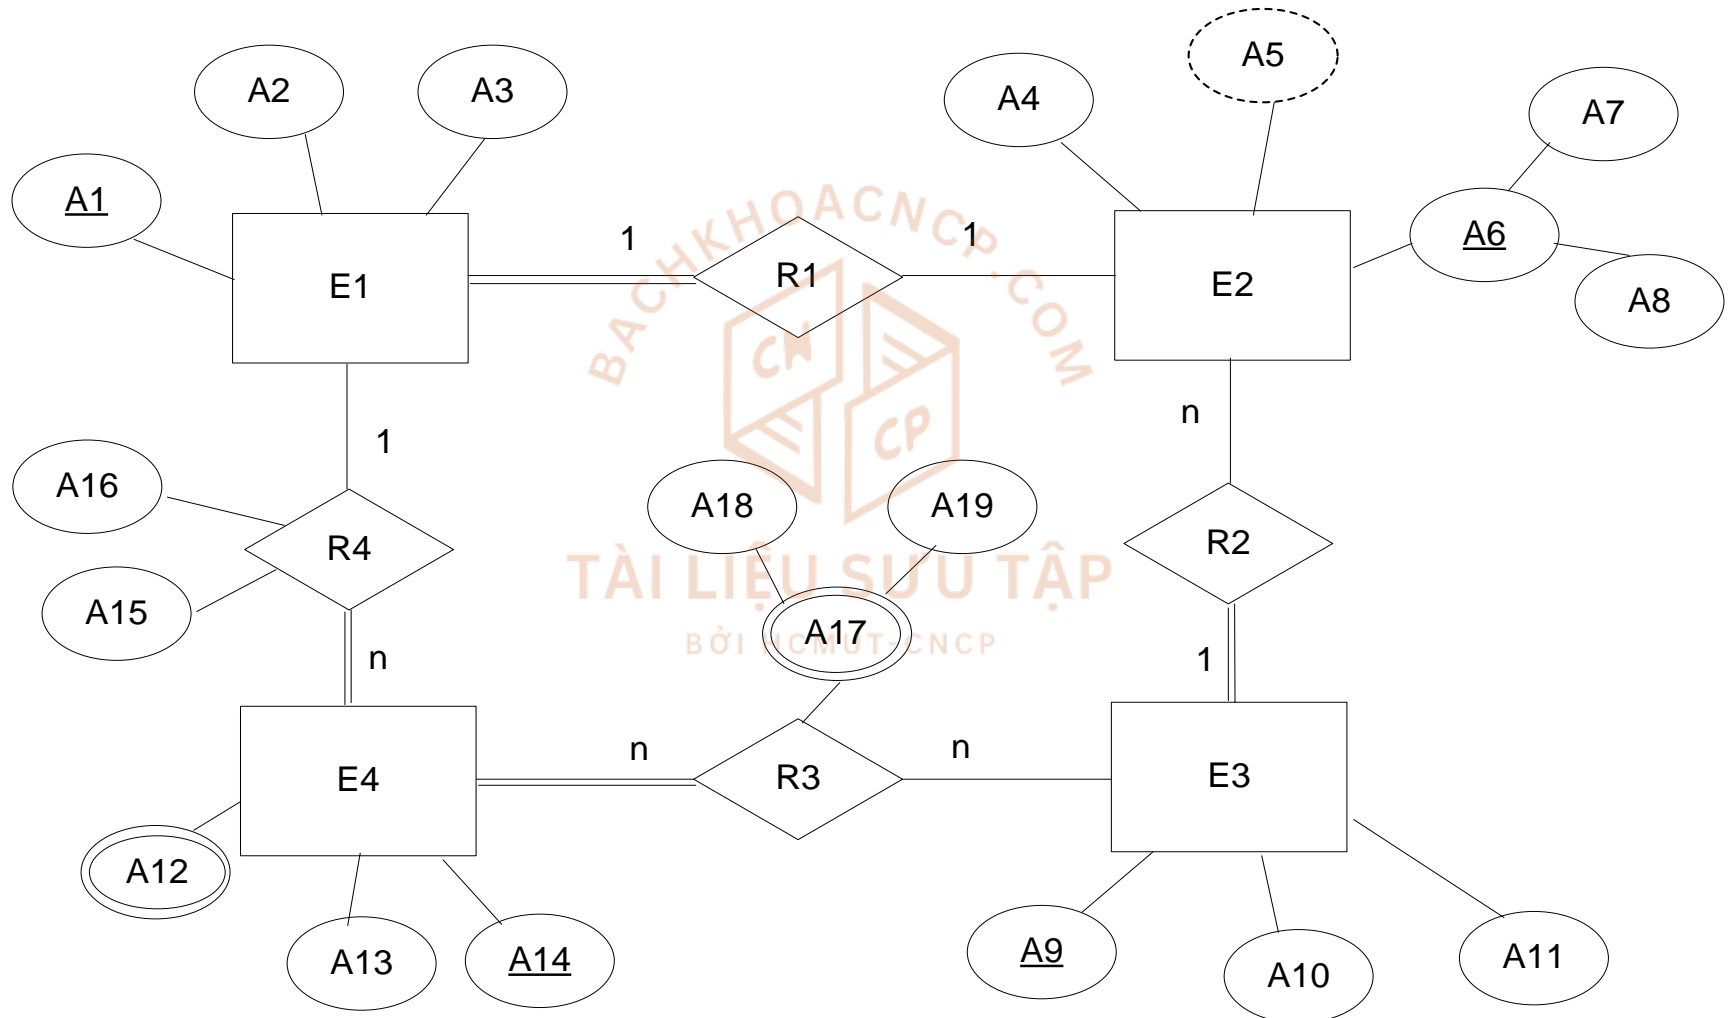 A5
A2
A3
A4
A7
A1
A6
1
1
E1
R1
E2
A8
BACHKHOACNCP.COM
CN
CP
n
1
A16
A18
A19
R4
R2
TÀI LIỆU SƯU TẬP
A15
A17
BỞI HCMUT-CNCP
n
1
n
n
E4
R3
E3
A12
A13
A14
A9
A10
A11